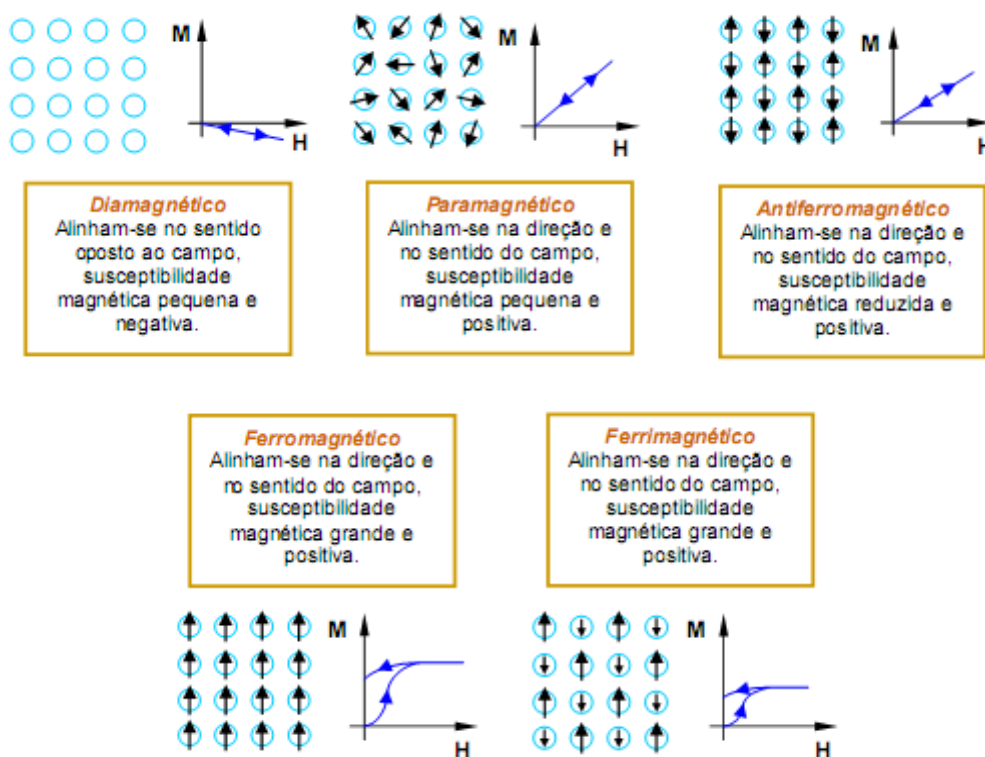 M
H
M
H
M
H
Diamagnético
Alinham-se no sentido
oposto ao campo,
susceptibilidade
magnética pequena e
negativa.
Paramagnético
Alinham-se na direção e
no sentido do campo,
susceptibilidade
magnética pequena e
positiva.
Antiferromagnético
Alinham-se na direção e
no sentido do campo,
susceptibilidade
magnética reduzida e
positiva.
Ferromagnético
Alinham-se na direção e
no sentido do campo,
susceptibilidade
magnética grande e
positiva.
Ferrimagnético
Alinham-se na direção e
no sentido do campo,
susceptibilidade
magnética grande e
positiva.
M
H
M
H